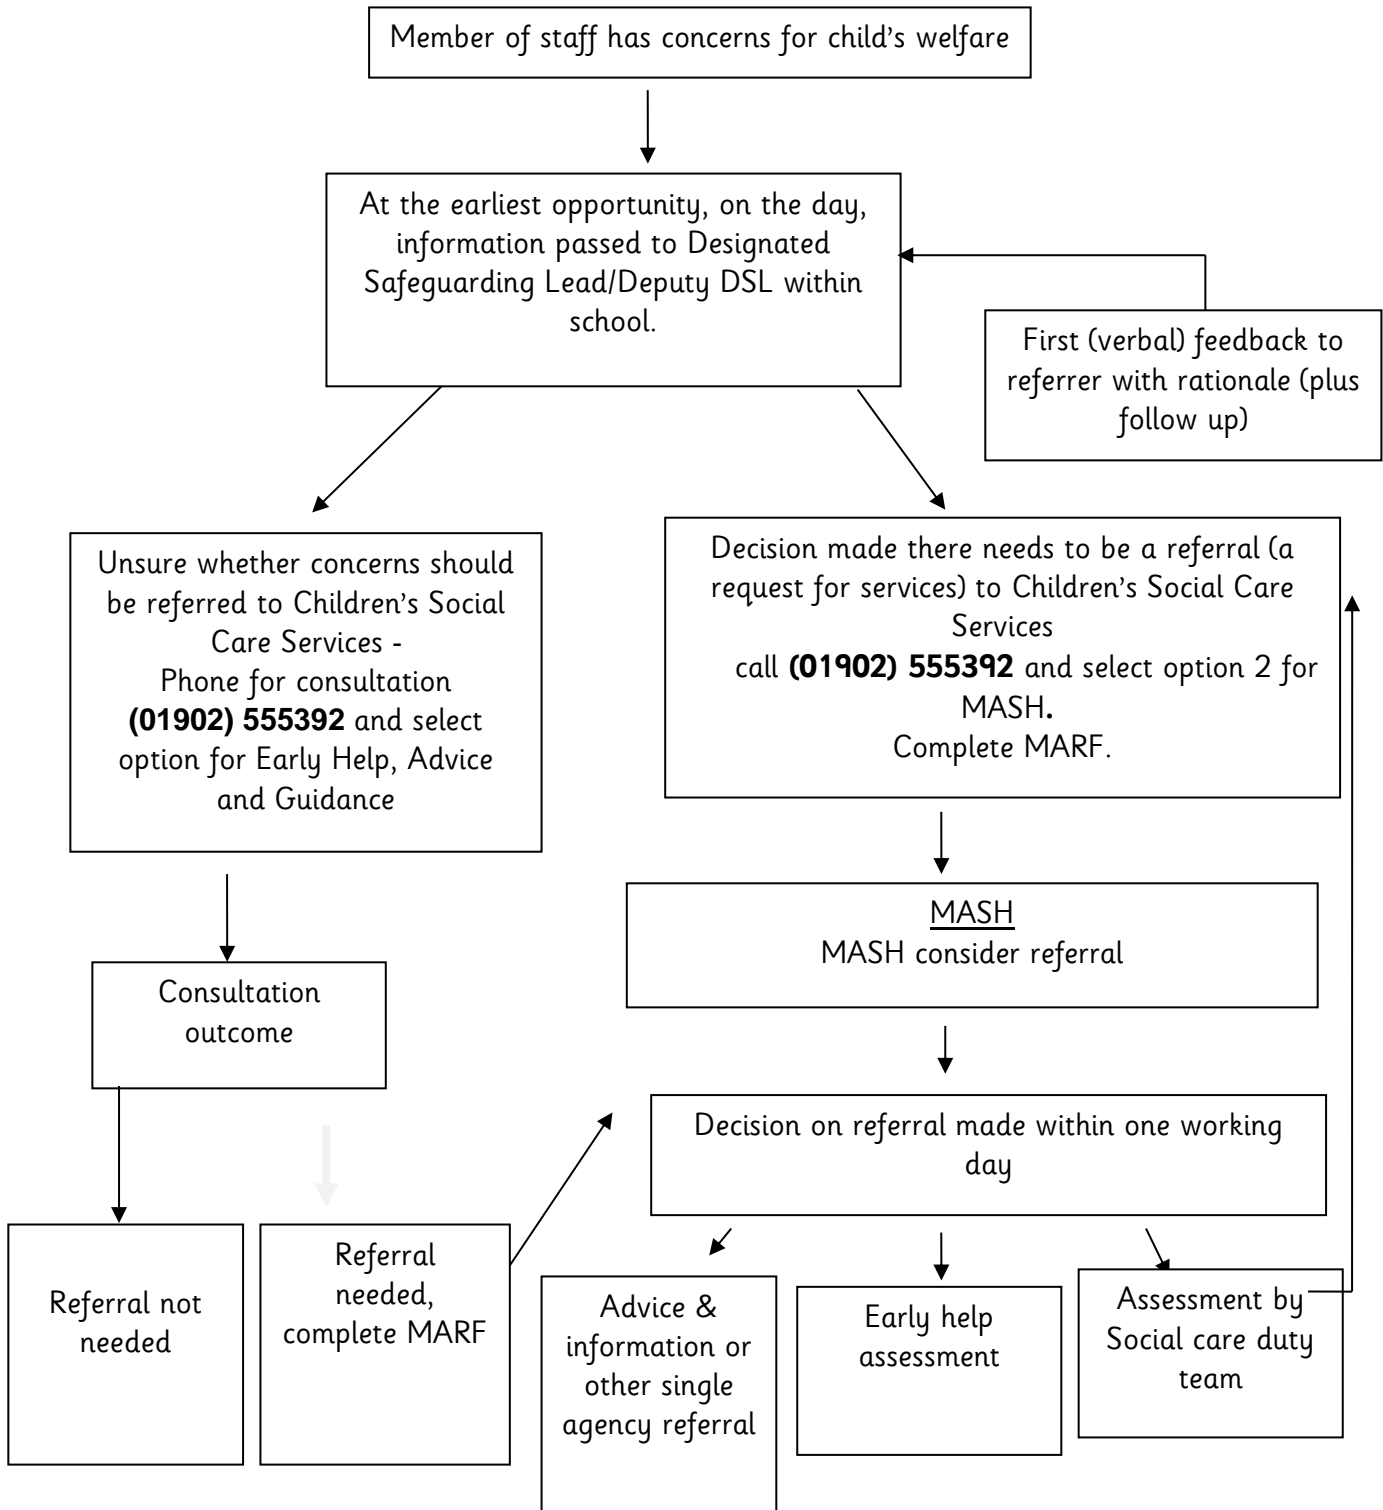 Member of staff has concerns for child's welfare
At the earliest opportunity, on the day,
information passed to Designated
Safeguarding Lead/Deputy DSL within
school.
First (verbal) feedback to
referrer with rationale (plus
follow up)
Unsure whether concerns should
be referred to Children's Social
Care Services -
Phone for consultation
(01902) 555392 and select
option for Early Help, Advice
and Guidance
Decision made there needs to be a referral (a
request for services) to Children's Social Care
Services
call (01902) 555392 and select option 2 for
MASH.
Complete MARF.
MASH
MASH consider referral
Consultation
outcome
Decision on referral made within one working
day
Referral not
needed
Referral
needed,
complete MARF
Advice &
information or
other single
agency referral
Early help
assessment
Assessment by
Social care duty
team